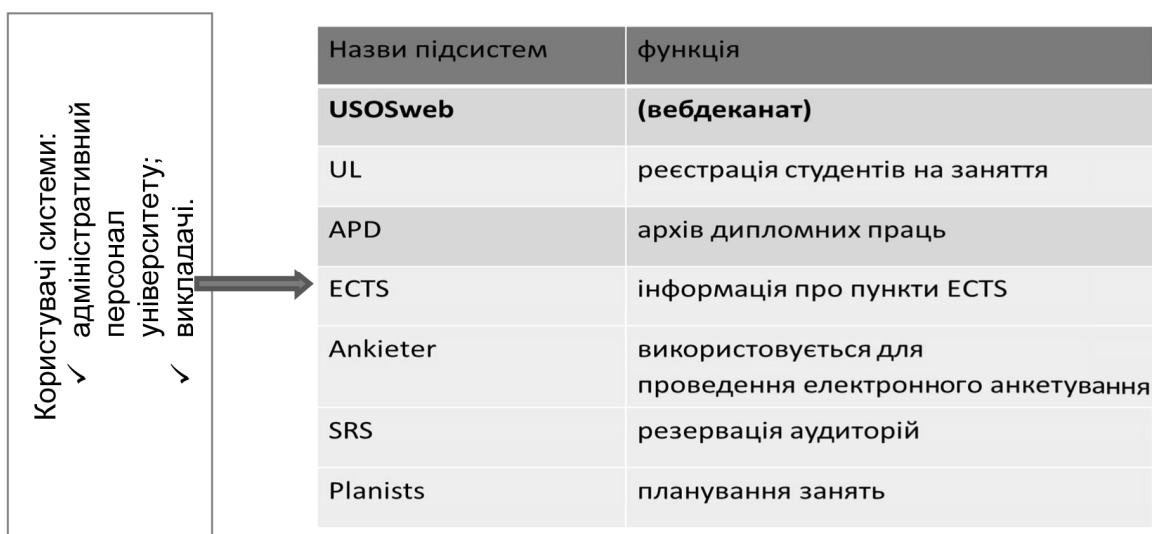 Користувачі системи:
✓ адміністративний
персонал
університету;
✓ викладачі.
Назви підсистем функція
USOSweb (вебдеканат)
UL реєстрація студентів на заняття
APD архів дипломних праць
ECTS інформація про пункти ECTS
Ankieter використовується для
проведення електронного анкетування
SRS резервація аудиторій
Planists планування занять